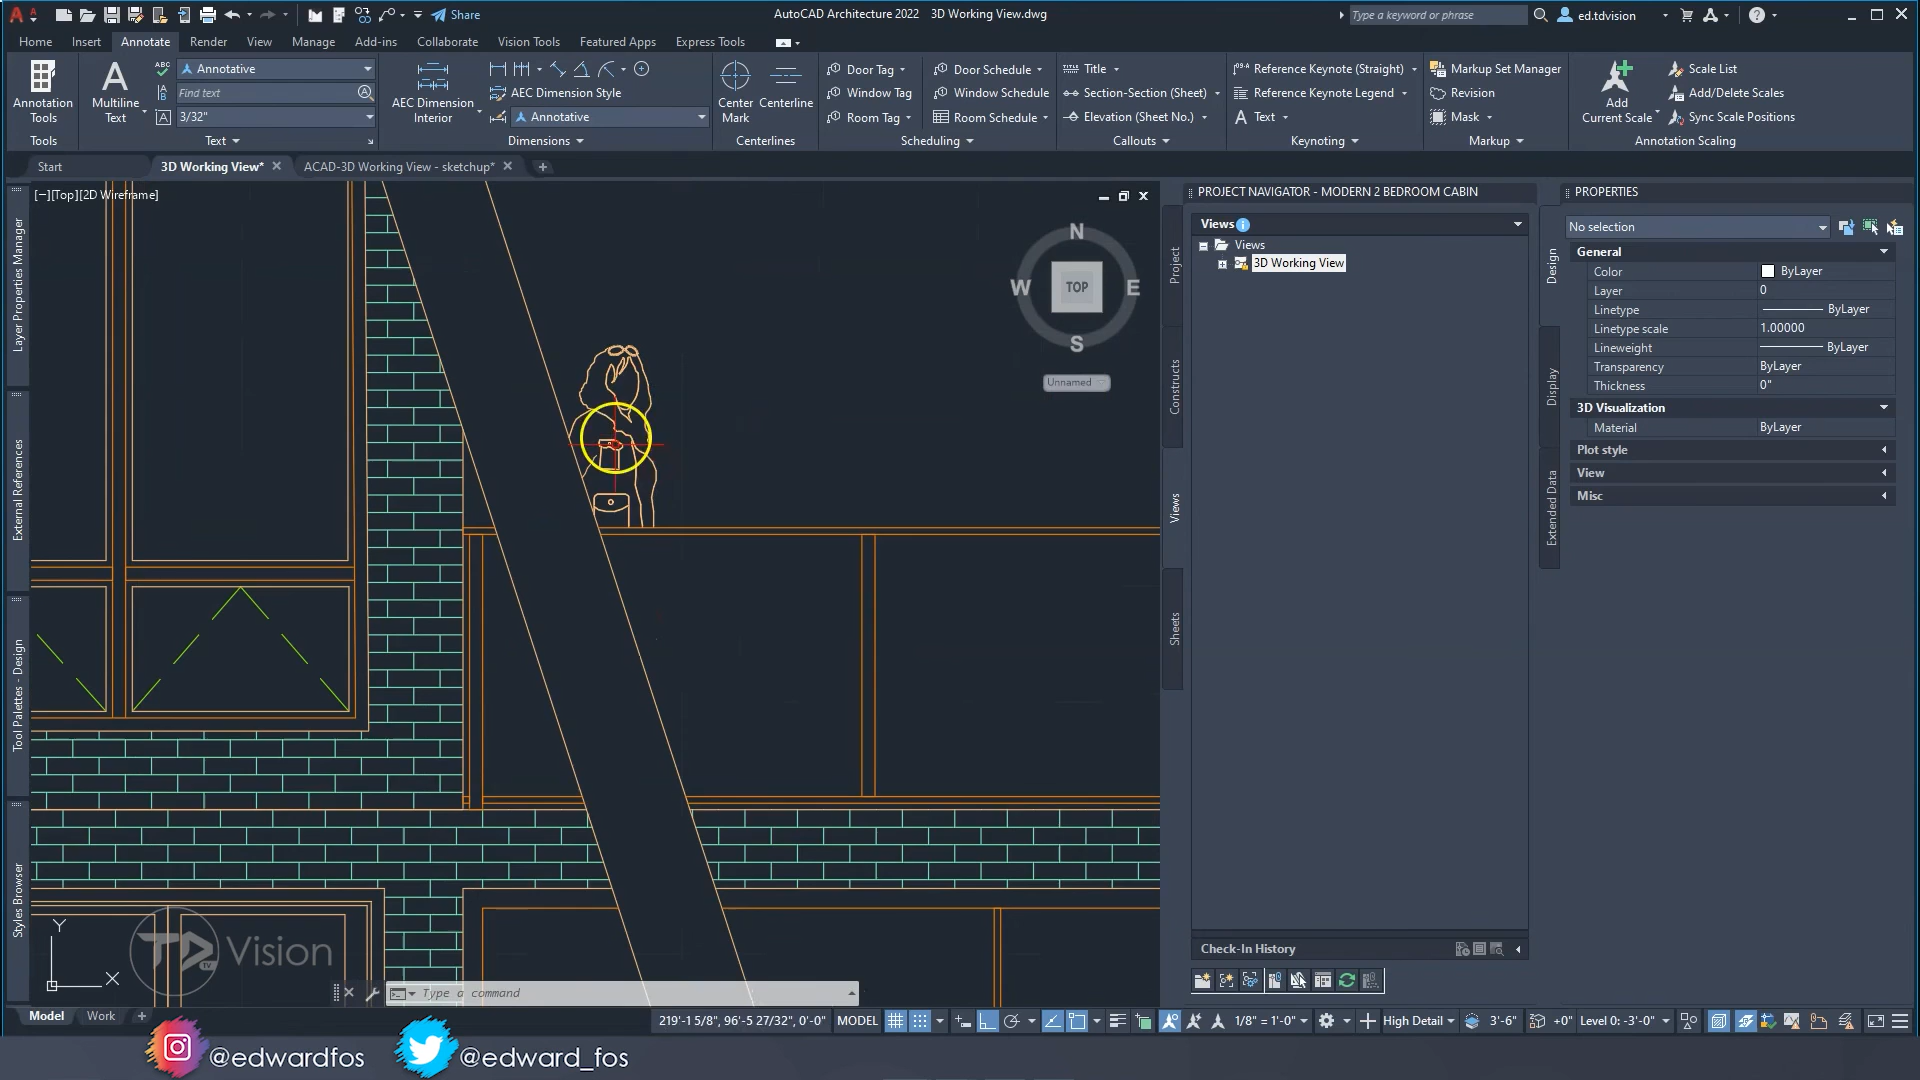 AutoCAD Architecture 2022 3D Working View.dwg
Share
Type a keyword or phrase
ed.tdvision
Home Insert Annotate Render View Manage Add-ins Collaborate Vision Tools Featured Apps Express Tools
Annotation Tools
Tools
Multiline Text
Annotative
Find text
3/32"
Text
AEC Dimension Interior
AEC Dimension Style
Annotative
Dimensions
Center Mark
Centerline
Centerlines
Door Tag
Window Tag
Room Tag
Door Schedule
Window Schedule
Room Schedule
Scheduling
Title
Section-Section (Sheet)
Elevation (Sheet No.)
Callouts
Reference Keynote (Straight)
Reference Keynote Legend
Text
Keynoting
Markup Set Manager
Revision
Mask
Markup
Add Current Scale
Scale List
Add/Delete Scales
Sync Scale Positions
Annotation Scaling
Start 3D Working View* ACAD-3D Working View - sketchup*
[−][Top][2D Wireframe]
Layer Properties Manager
External References
Tool Palettes - Design
Styles Browser
N
W TOP E
S
Unnamed
PROJECT NAVIGATOR - MODERN 2 BEDROOM CABIN
Project
Constructs
Views
Sheets
Views
Views
3D Working View
Check-In History
PROPERTIES
Design
Display
Extended Data
No selection
General
Color ByLayer
Layer 0
Linetype ByLayer
Linetype scale 1.00000
Lineweight ByLayer
Transparency ByLayer
Thickness 0"
3D Visualization
Material ByLayer
Plot style
View
Misc
Y
X
TD TV Vision
Type a command
Model Work
219'-1 5/8", 96'-5 27/32", 0'-0" MODEL 1/8" = 1'-0" High Detail 3'-6" +0" Level 0: -3'-0"
@edwardfos @edward_fos